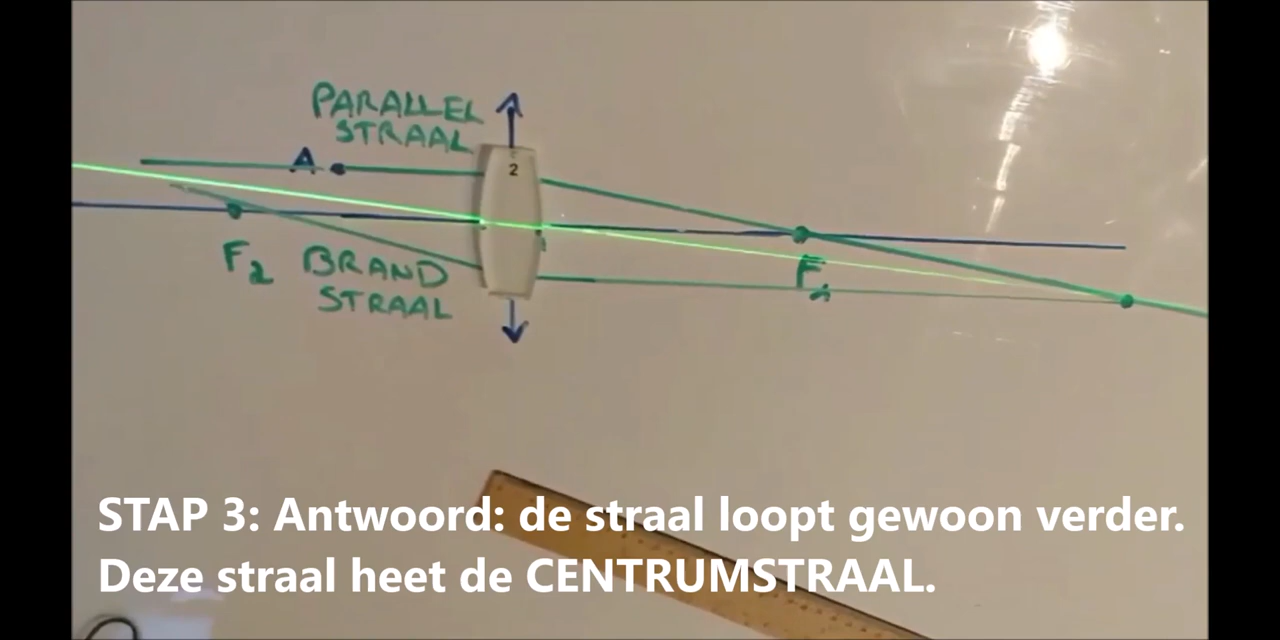 PARALLEL
STRAAL
A
2
F2
BRAND
STRAAL
F1
STAP 3: Antwoord: de straal loopt gewoon verder.
Deze straal heet de CENTRUMSTRAAL.